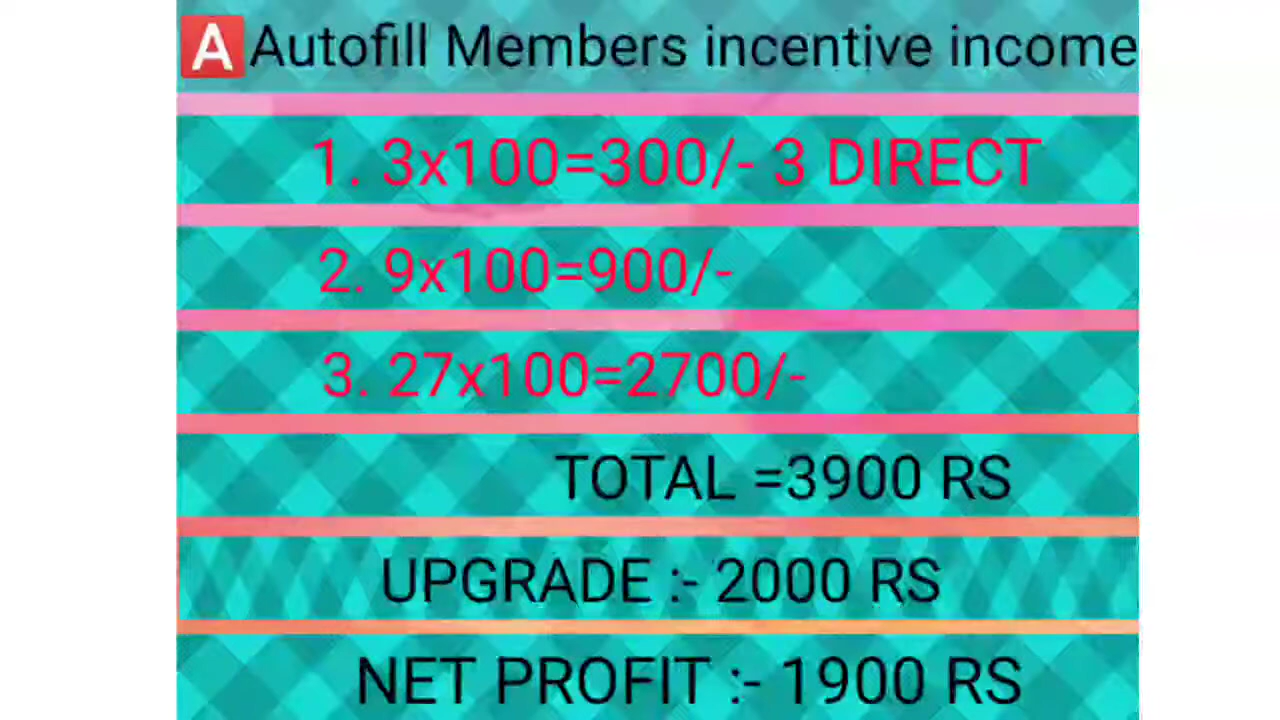 🅰Autofill Members incentive income
1. 3x100=300/- 3 DIRECT
2. 9x100=900/-
3. 27x100=2700/-
TOTAL =3900 RS
UPGRADE :- 2000 RS
NET PROFIT :- 1900 RS